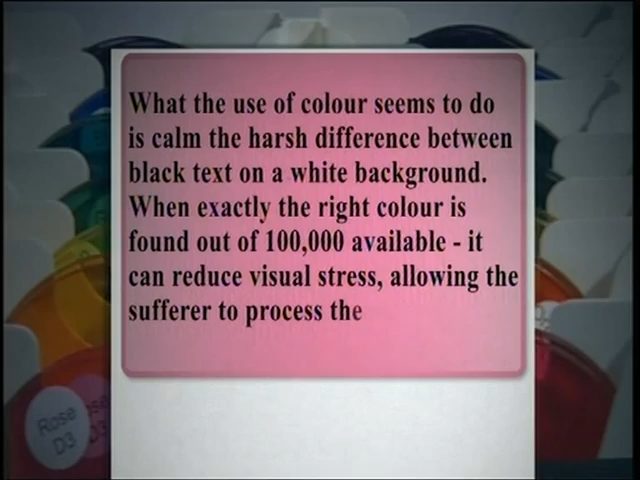 What the use of colour seems to do
is calm the harsh difference between
black text on a white background.
When exactly the right colour is
found out of 100,000 available - it
can reduce visual stress, allowing the
sufferer to process the
Rose
D3
ose
D3